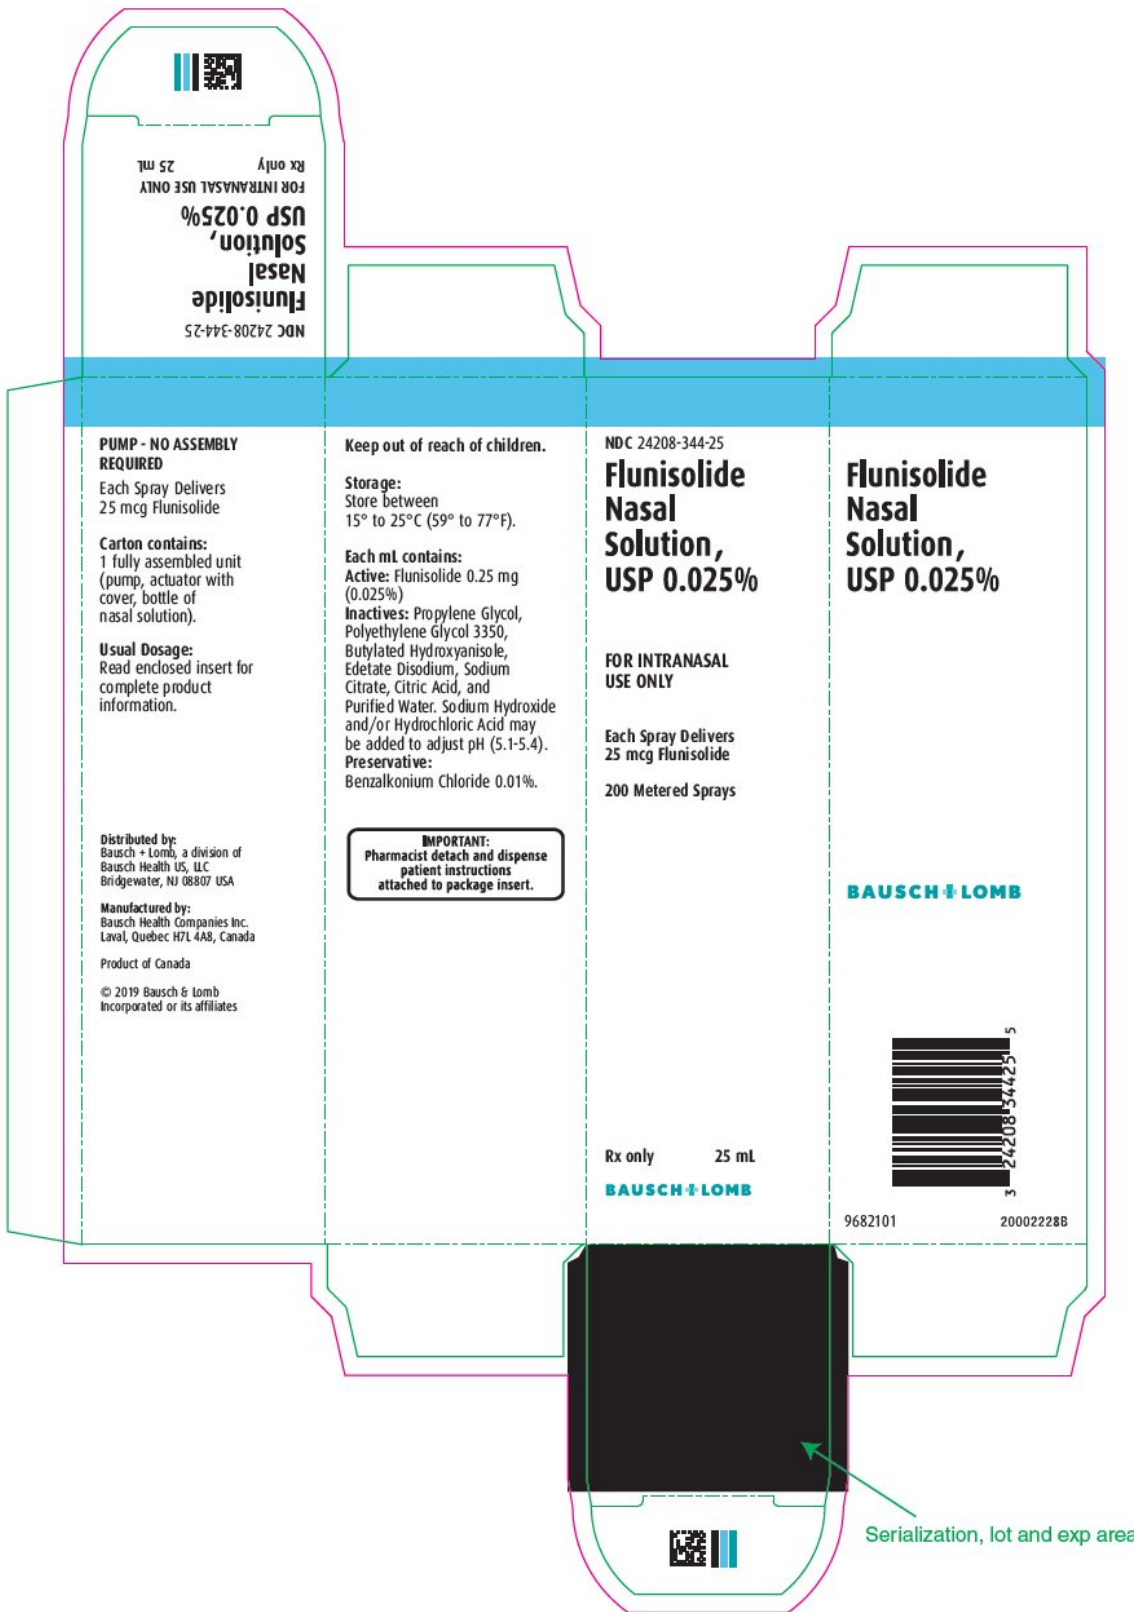 NDC 24208-344-25
Flunisolide
Nasal
Solution,
USP 0.025%
FOR INTRANASAL USE ONLY
Rx only 25 mL
PUMP - NO ASSEMBLY
REQUIRED
Each Spray Delivers
25 mcg Flunisolide
Carton contains:
1 fully assembled unit
(pump, actuator with
cover, bottle of
nasal solution).
Usual Dosage:
Read enclosed insert for
complete product
information.
Distributed by:
Bausch + Lomb, a division of
Bausch Health US, LLC
Bridgewater, NJ 08807 USA
Manufactured by:
Bausch Health Companies Inc.
Laval, Quebec H7L 4A8, Canada
Product of Canada
© 2019 Bausch & Lomb
Incorporated or its affiliates
Keep out of reach of children.
Storage:
Store between
15° to 25°C (59° to 77°F).
Each mL contains:
Active: Flunisolide 0.25 mg
(0.025%)
Inactives: Propylene Glycol,
Polyethylene Glycol 3350,
Butylated Hydroxyanisole,
Edetate Disodium, Sodium
Citrate, Citric Acid, and
Purified Water. Sodium Hydroxide
and/or Hydrochloric Acid may
be added to adjust pH (5.1-5.4).
Preservative:
Benzalkonium Chloride 0.01%.
IMPORTANT:
Pharmacist detach and dispense
patient instructions
attached to package insert.
NDC 24208-344-25
Flunisolide
Nasal
Solution,
USP 0.025%
FOR INTRANASAL
USE ONLY
Each Spray Delivers
25 mcg Flunisolide
200 Metered Sprays
Rx only 25 mL
BAUSCH + LOMB
Flunisolide
Nasal
Solution,
USP 0.025%
BAUSCH + LOMB
3 24208 34425 5
9682101 20002228B
Serialization, lot and exp area